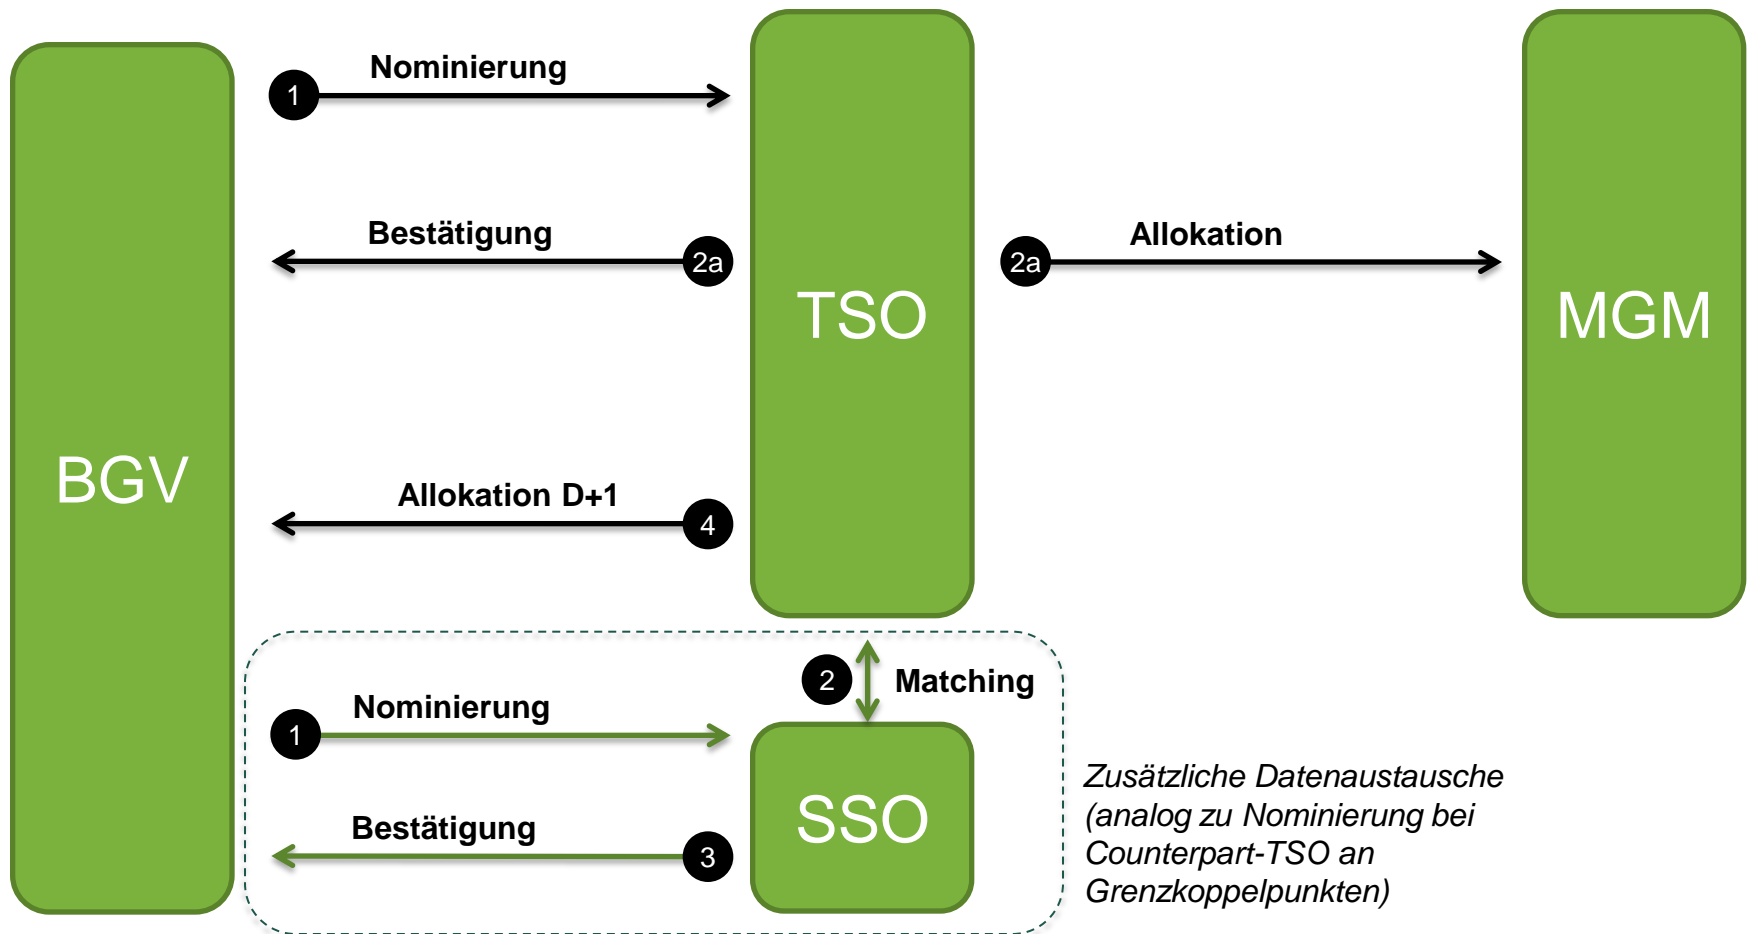 Nominierung
1
Bestätigung
2a
2a
Allokation
TSO
MGM
BGV
Allokation D+1
4
2
Matching
Nominierung
1
Zusätzliche Datenaustausche
(analog zu Nominierung bei
Counterpart-TSO an
Grenzkoppelpunkten)
SSO
Bestätigung
3